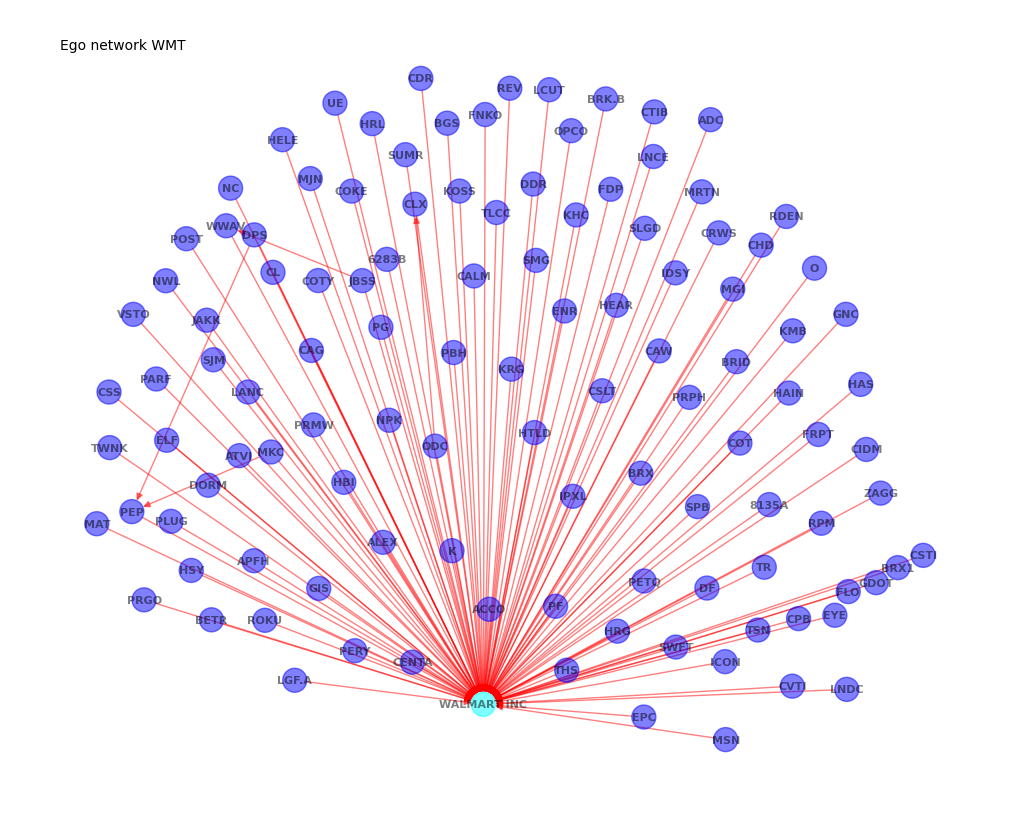 Ego network WMT
CDR
REV
LCUT
BRK.B
UE
CTIB
FNKO
ADC
HRL
BGS
OPCO
HELE
SUMR
LNCE
MJN
DDR
NC
COKE
KOSS
FDP
MRTN
CLX
TLCC
KHC
RDEN
WWAV
SLGD
CRWS
DPS
POST
CHD
6283B
SMG
O
CL
IDSY
CALM
NWL
COTY
JBSS
MGI
HEAR
ENR
VSTO
GNC
JAKK
PG
KMB
CAG
PBH
CAW
SJM
BRID
KRG
PARF
HAS
CSS
LANC
CSLT
HAIN
PRPH
NPK
PRMW
HTLD
FRPT
ELF
COT
TWNK
ODC
CIDM
MKC
ATVI
BRX
HBI
DORM
ZAGG
IPXL
8135A
SPB
PEP
PLUG
MAT
RPM
ALEX
K
CSTI
APFH
BRX1
TR
HSY
PETQ
GDOT
GIS
DF
FLO
PRGO
PF
ACCO
EYE
BETR
ROKU
CPB
HRG
TSN
SWFT
PERY
CENTA
ICON
THS
LGF.A
CVTI
LNDC
WALMART INC
EPC
MSN